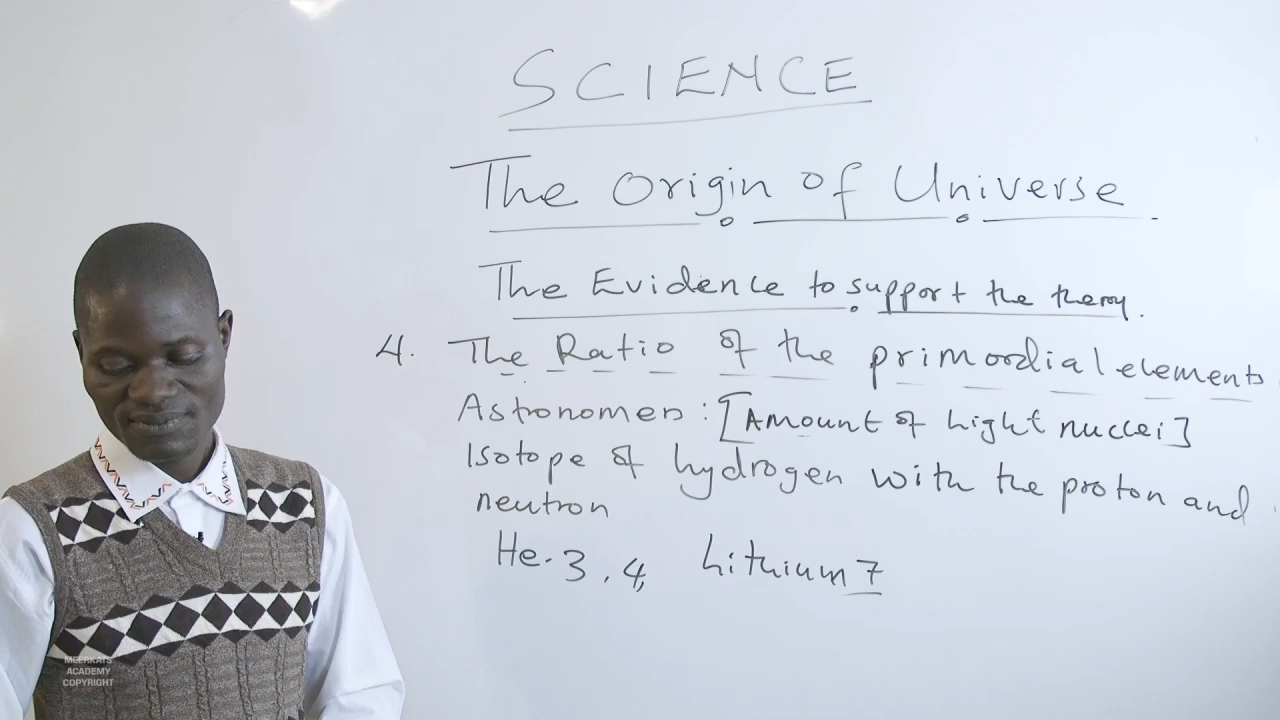 SCIENCE
The Origin of Universe
The Evidence to support the theory.
4. The Ratio of the primordial elements.
Astronomers : [Amount of Light nuclei]
Isotope of hydrogen with the proton and
neutron
He. 3, 4, Lithium 7
MEERKATS
ACADEMY
COPYRIGHT